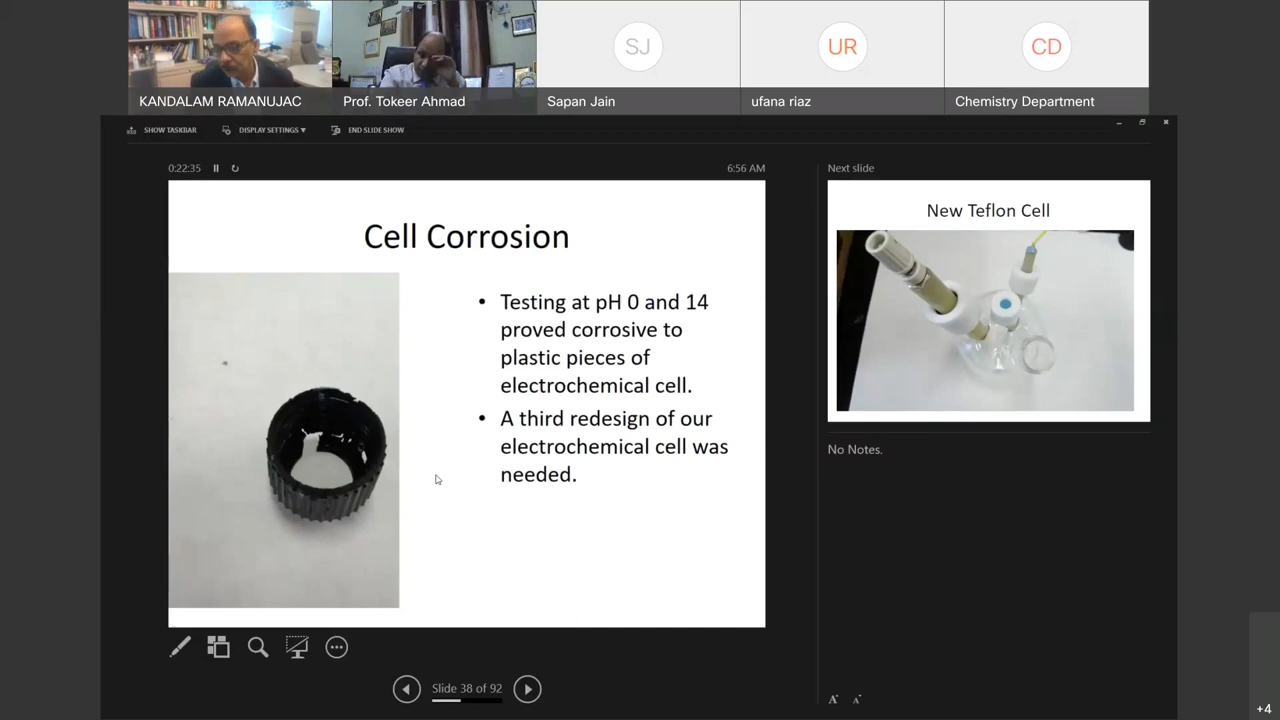 SJ
UR
CD
KANDALAM RAMANUJAC
Prof. Tokeer Ahmad
Sapan Jain
ufana riaz
Chemistry Department
SHOW TASKBAR
DISPLAY SETTINGS
END SLIDE SHOW
0:22:35
6:56 AM
Next slide
Cell Corrosion
• Testing at pH 0 and 14
proved corrosive to
plastic pieces of
electrochemical cell.
• A third redesign of our
electrochemical cell was
needed.
New Teflon Cell
No Notes.
Slide 38 of 92
A A
+4